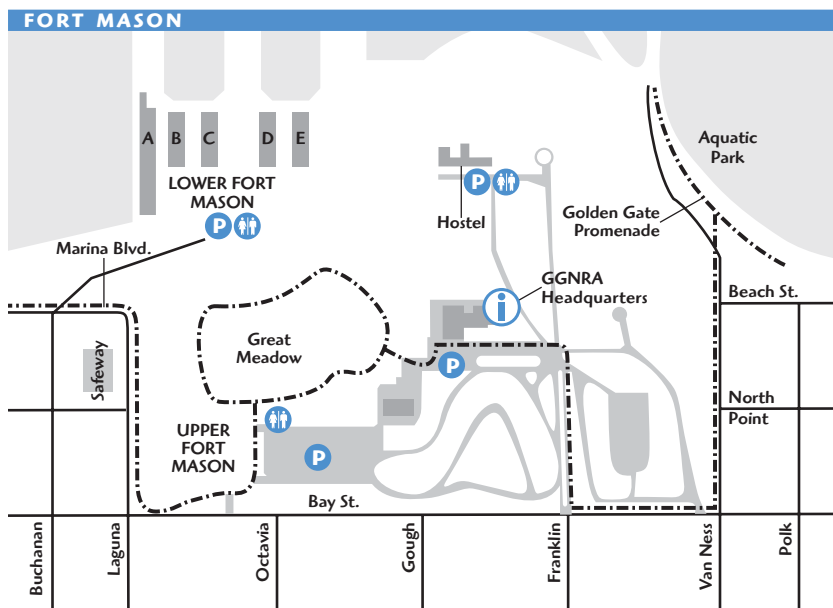 FORT MASON
A
B
C
D
E
LOWER FORT
MASON
P
P
Hostel
Aquatic
Park
Golden Gate
Promenade
Marina Blvd.
GGNRA
Headquarters
i
Beach St.
Great
Meadow
Safeway
P
North
Point
UPPER
FORT
MASON
P
Bay St.
Buchanan
Laguna
Octavia
Gough
Franklin
Van Ness
Polk